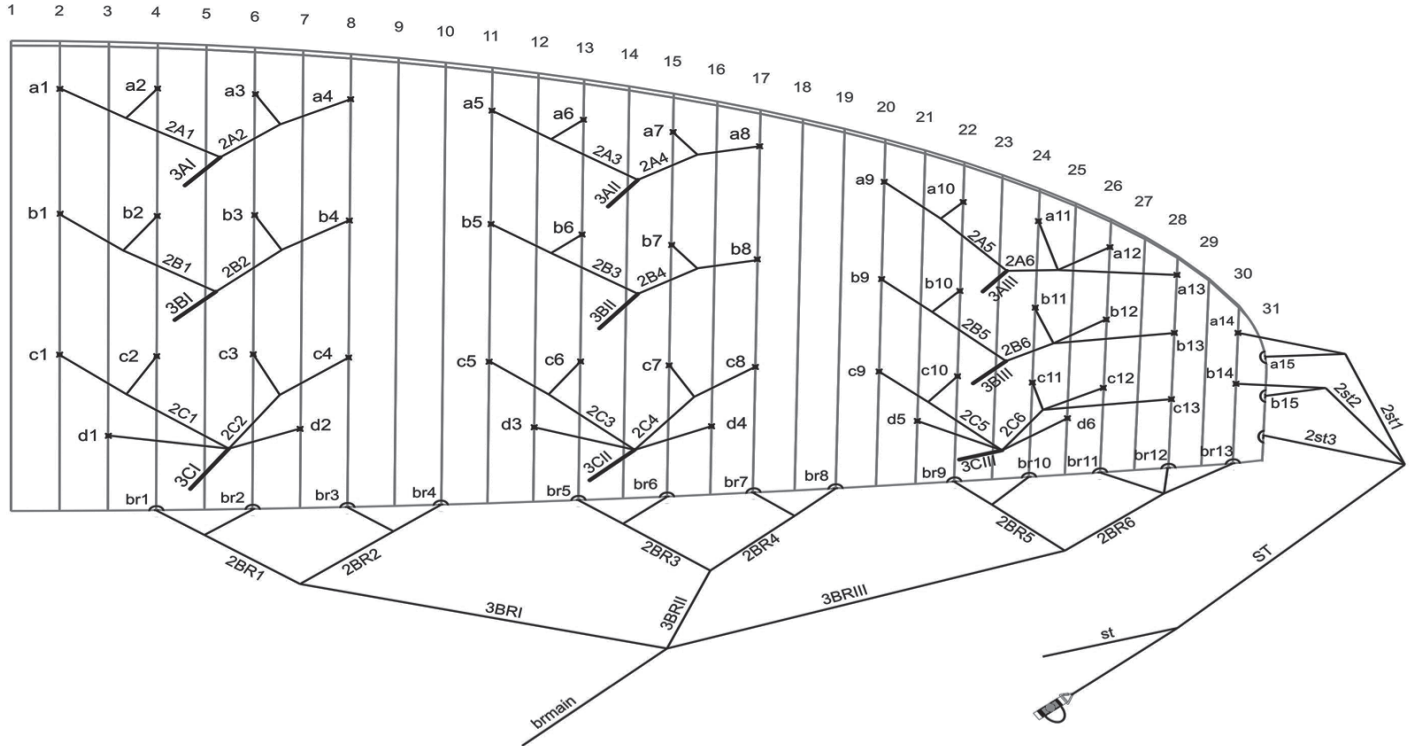 1 2 3 4 5 6 7 8 9 10 11 12 13 14 15 16 17 18 19 20 21 22 23 24 25 26 27 28 29 30 31
a1 a2 a3 a4 a5 a6 a7 a8 a9 a10 a11 a12 a13 a14 a15
2A1 2A2 2A3 2A4 2A5 2A6
3AI 3AII 3AIII
b1 b2 b3 b4 b5 b6 b7 b8 b9 b10 b11 b12 b13 b14 b15
2B1 2B2 2B3 2B4 2B5 2B6
3BI 3BII 3BIII
c1 c2 c3 c4 c5 c6 c7 c8 c9 c10 c11 c12 c13
2C1 2C2 2C3 2C4 2C5 2C6
d1 d2 d3 d4 d5 d6
3CI 3CII 3CIII
2st1 2st2 2st3
br1 br2 br3 br4 br5 br6 br7 br8 br9 br10 br11 br12 br13
2BR1 2BR2 2BR3 2BR4 2BR5 2BR6
3BRI 3BRII 3BRIII
ST
st
brmain